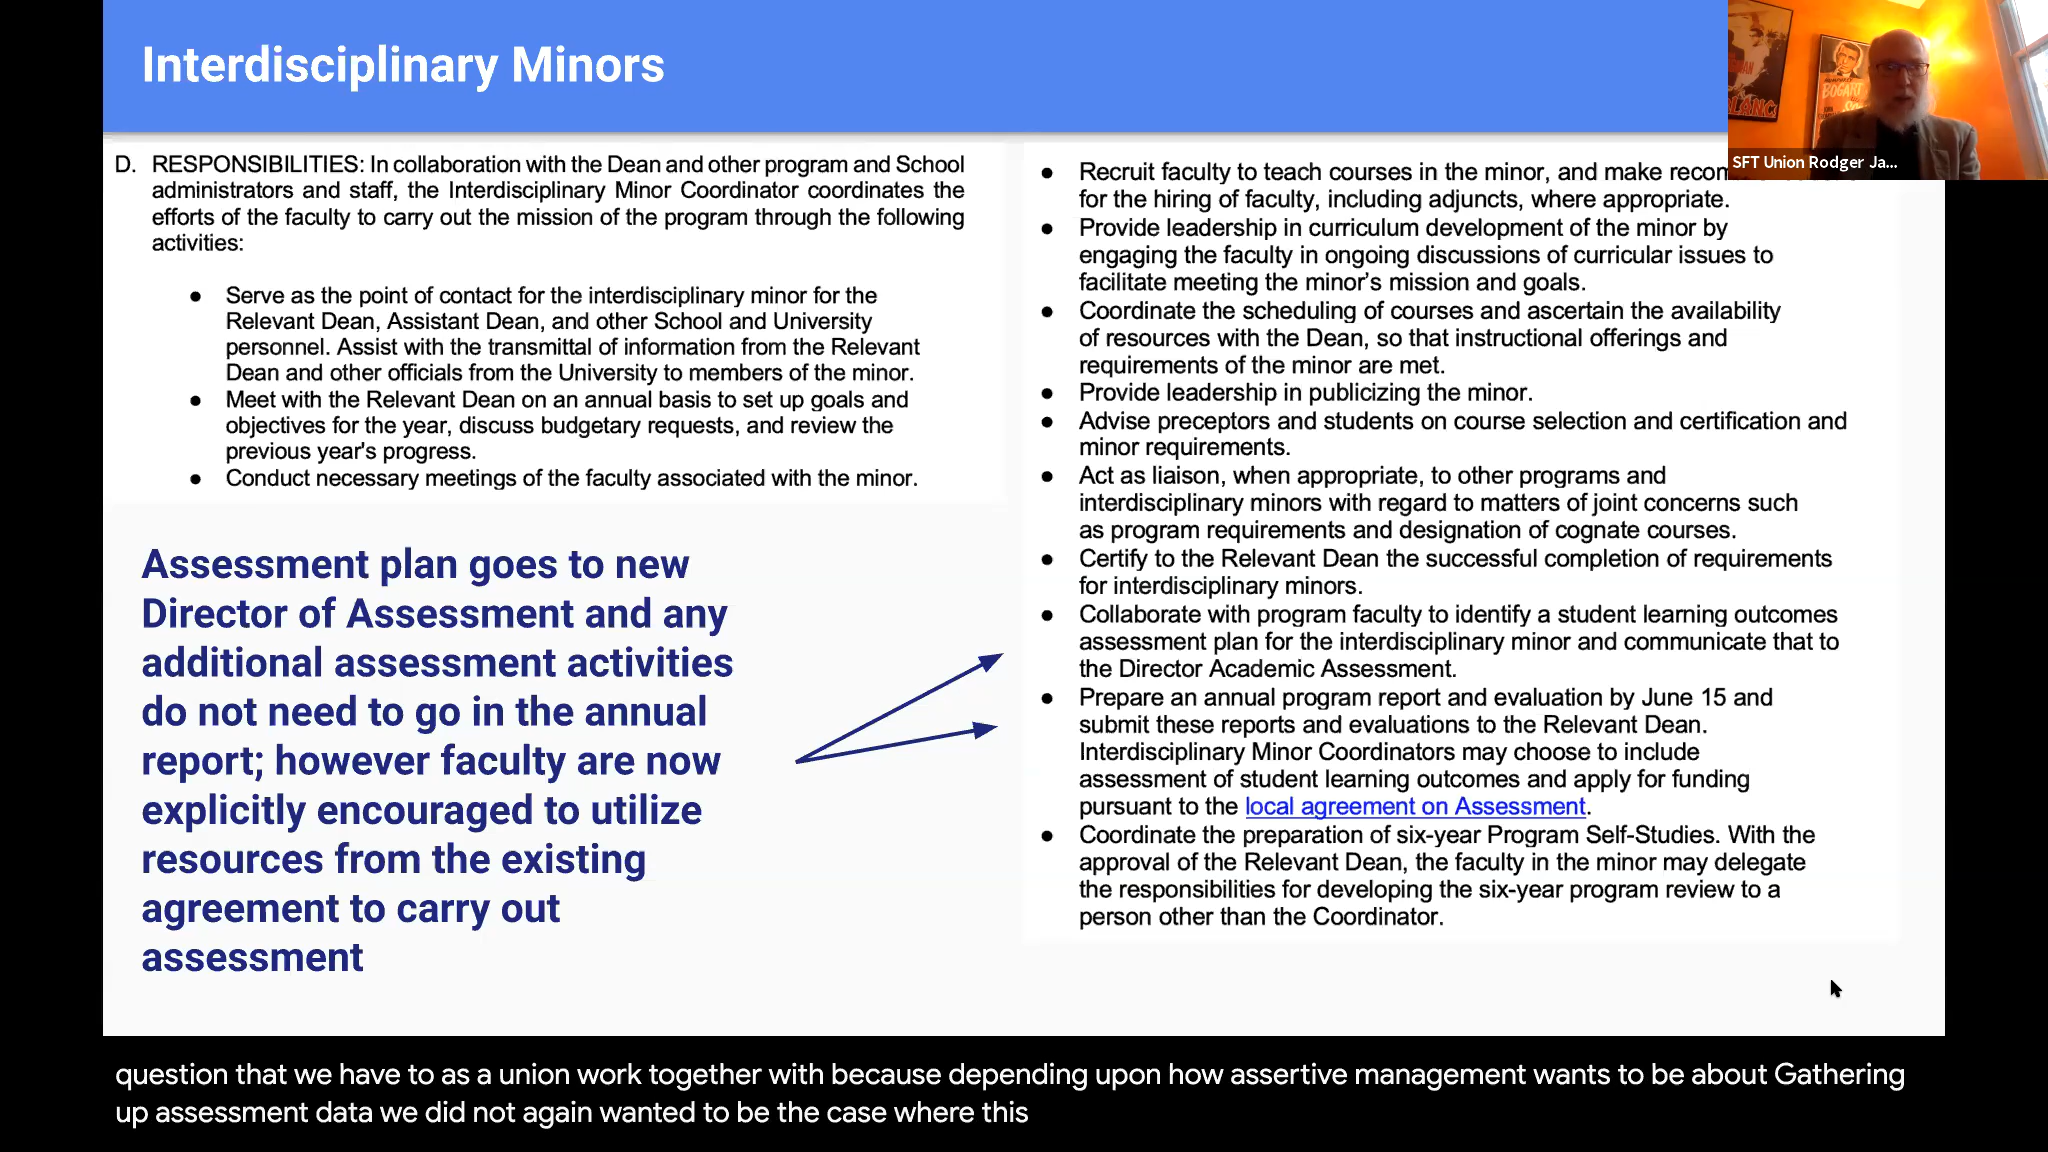 Interdisciplinary Minors
D. RESPONSIBILITIES: In collaboration with the Dean and other program and School
administrators and staff, the Interdisciplinary Minor Coordinator coordinates the
efforts of the faculty to carry out the mission of the program through the following
activities:
● Serve as the point of contact for the interdisciplinary minor for the
Relevant Dean, Assistant Dean, and other School and University
personnel. Assist with the transmittal of information from the Relevant
Dean and other officials from the University to members of the minor.
● Meet with the Relevant Dean on an annual basis to set up goals and
objectives for the year, discuss budgetary requests, and review the
previous year's progress.
● Conduct necessary meetings of the faculty associated with the minor.
Assessment plan goes to new
Director of Assessment and any
additional assessment activities
do not need to go in the annual
report; however faculty are now
explicitly encouraged to utilize
resources from the existing
agreement to carry out
assessment
● Recruit faculty to teach courses in the minor, and make
for the hiring of faculty, including adjuncts, where appropriate.
● Provide leadership in curriculum development of the minor by
engaging the faculty in ongoing discussions of curricular issues to
facilitate meeting the minor’s mission and goals.
● Coordinate the scheduling of courses and ascertain the availability
of resources with the Dean, so that instructional offerings and
requirements of the minor are met.
● Provide leadership in publicizing the minor.
● Advise preceptors and students on course selection and certification and
minor requirements.
● Act as liaison, when appropriate, to other programs and
interdisciplinary minors with regard to matters of joint concerns such
as program requirements and designation of cognate courses.
● Certify to the Relevant Dean the successful completion of requirements
for interdisciplinary minors.
● Collaborate with program faculty to identify a student learning outcomes
assessment plan for the interdisciplinary minor and communicate that to
the Director Academic Assessment.
● Prepare an annual program report and evaluation by June 15 and
submit these reports and evaluations to the Relevant Dean.
Interdisciplinary Minor Coordinators may choose to include
assessment of student learning outcomes and apply for funding
pursuant to the local agreement on Assessment.
● Coordinate the preparation of six-year Program Self-Studies. With the
approval of the Relevant Dean, the faculty in the minor may delegate
the responsibilities for developing the six-year program review to a
person other than the Coordinator.
BOGART
SFT Union Rodger Ja...
question that we have to as a union work together with because depending upon how assertive management wants to be about Gathering
up assessment data we did not again wanted to be the case where this